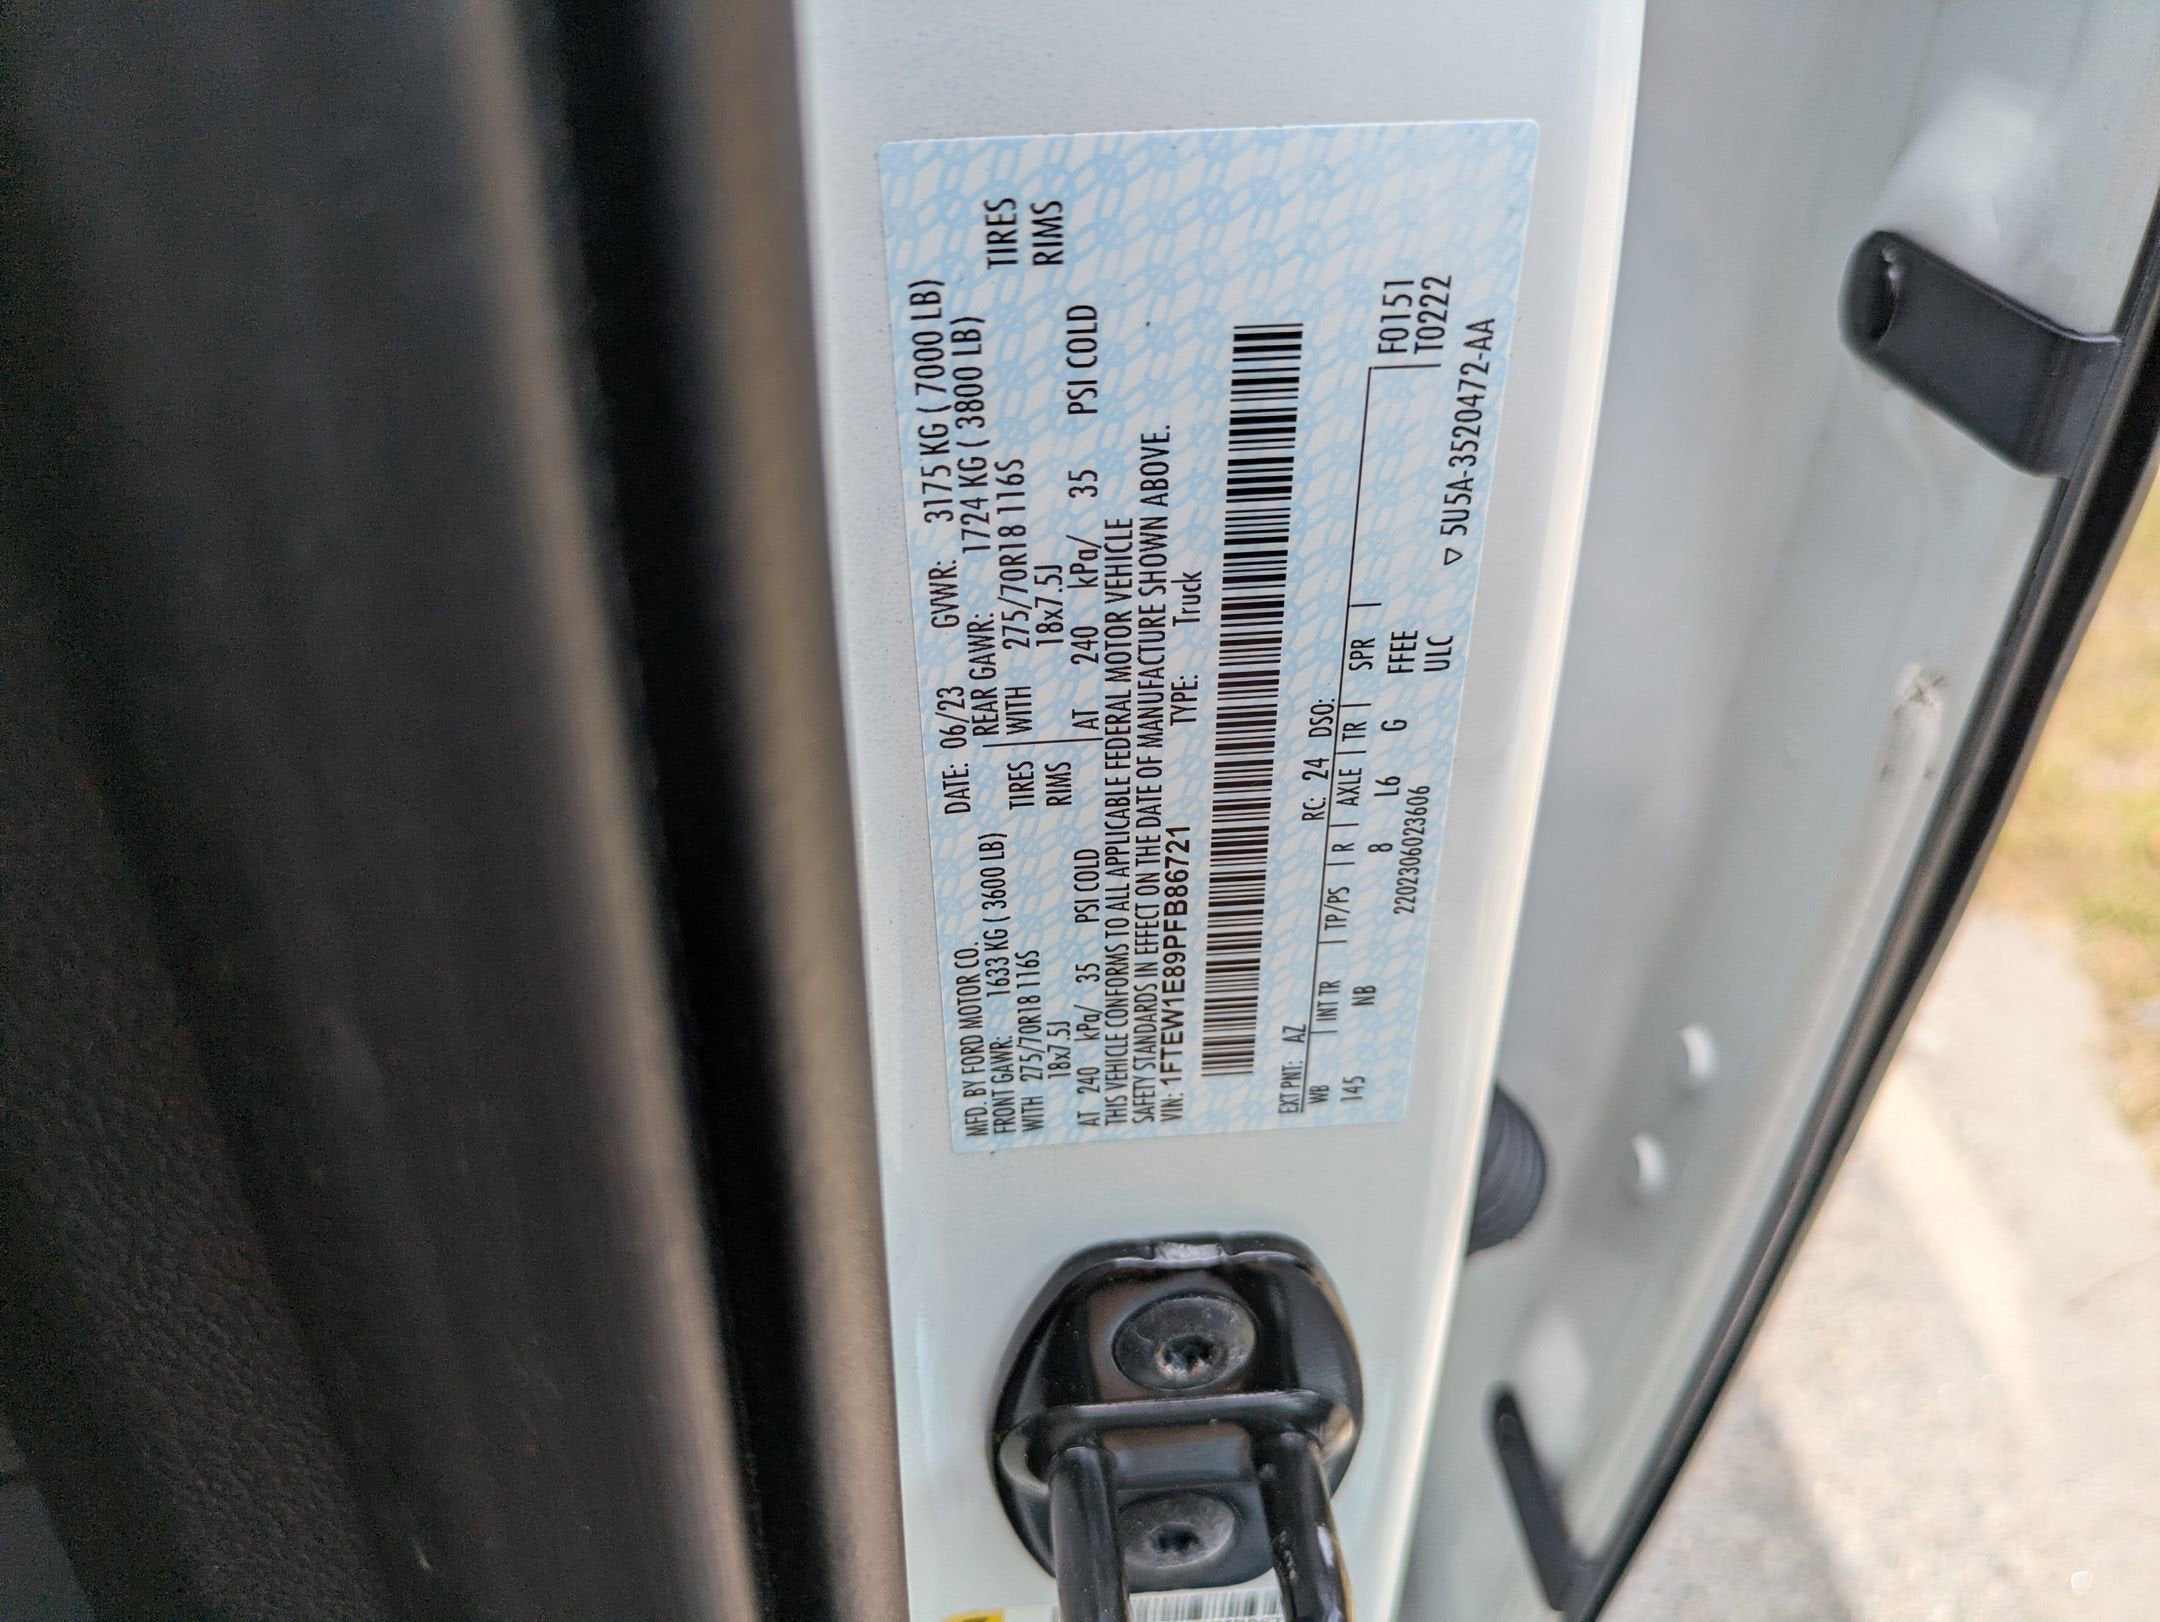 MFD. BY FORD MOTOR CO. DATE: 06/23 GVWR: 3175 KG ( 7000 LB)
FRONT GAWR: 1633 KG ( 3600 LB) REAR GAWR: 1724 KG ( 3800 LB)
WITH 275/70R18 116S TIRES WITH 275/70R18 116S TIRES
18x7.5J RIMS 18x7.5J RIMS
AT 240 kPa/ 35 PSI COLD AT 240 kPa/ 35 PSI COLD
THIS VEHICLE CONFORMS TO ALL APPLICABLE FEDERAL MOTOR VEHICLE
SAFETY STANDARDS IN EFFECT ON THE DATE OF MANUFACTURE SHOWN ABOVE.
VIN: 1FTEW1E89PFB86721 TYPE: Truck
EXT PNT: AZ RC: 24 DSO:
WB INT TR TP/PS R AXLE TR SPR F0151
145 NB 8 L6 G FFEE T0222
2202306023606 ULC
▽ 5U5A-3520472-AA